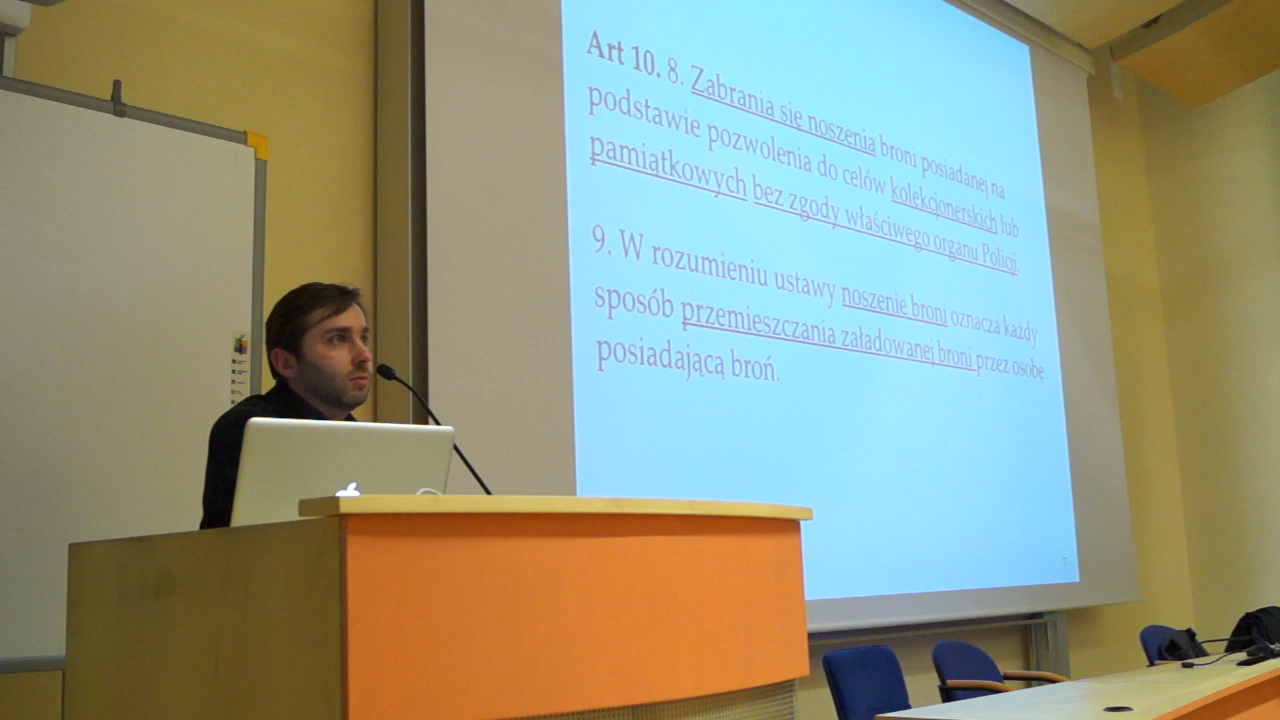 Art 10. 8. Zabrania się noszenia broni posiadanej na
podstawie pozwolenia do celów kolekcjonerskich lub
pamiątkowych bez zgody właściwego organu Policji.
9. W rozumieniu ustawy noszenie broni oznacza każdy
sposób przemieszczania załadowanej broni przez osobę
posiadającą broń.